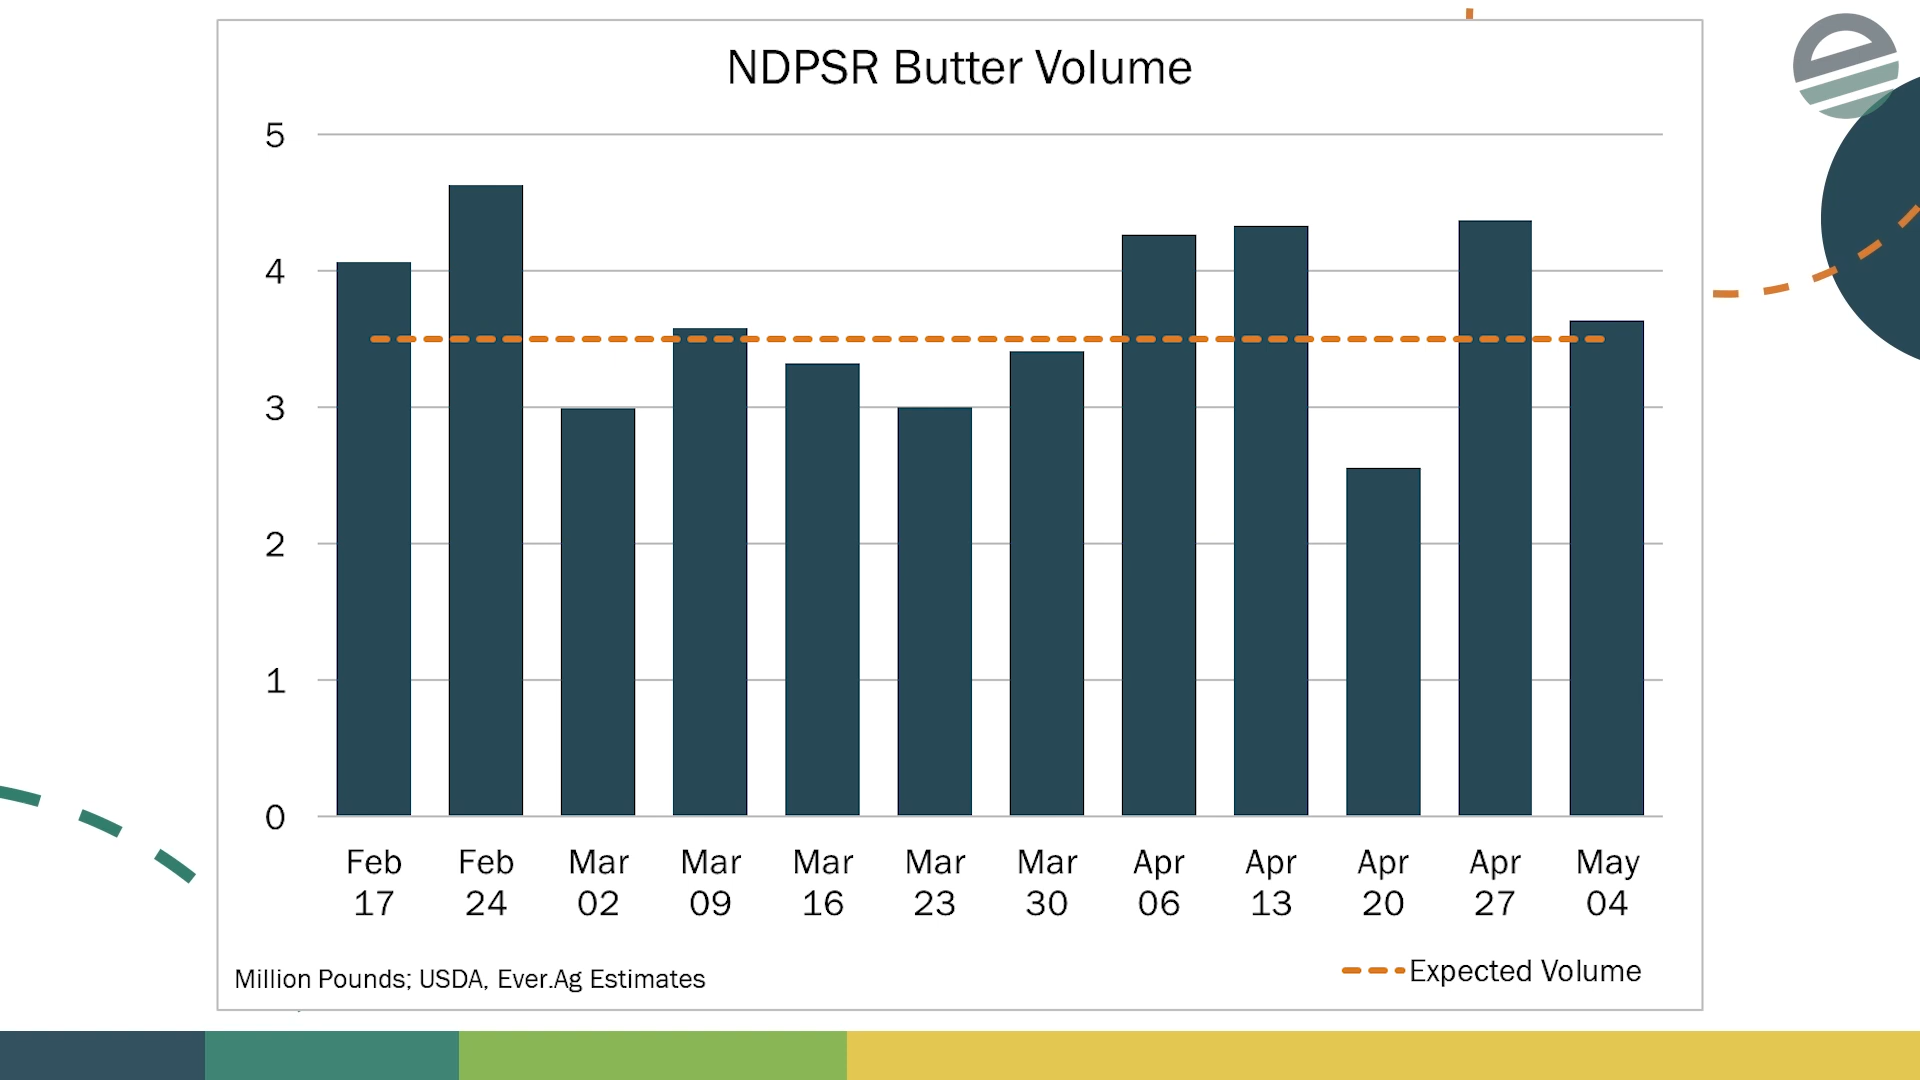 NDPSR Butter Volume
5
4
3
2
1
0
Feb Feb Mar Mar Mar Mar Mar Apr Apr Apr Apr May
17 24 02 09 16 23 30 06 13 20 27 04
Million Pounds; USDA, Ever.Ag Estimates
Expected Volume